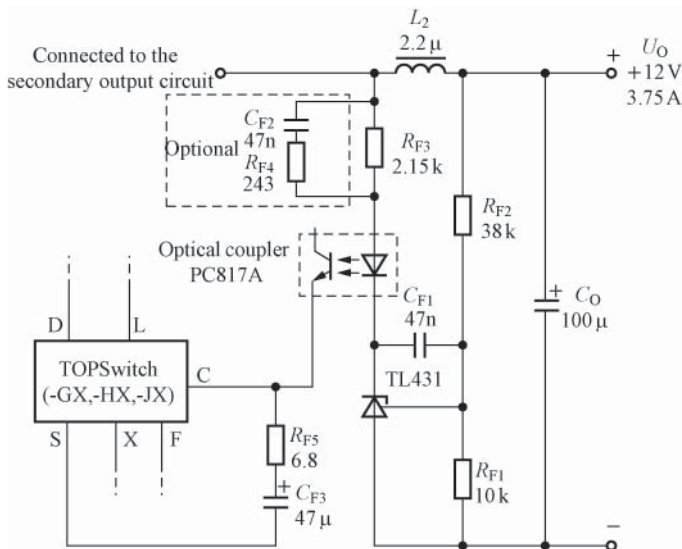 L2
2.2 μ
Connected to the
secondary output circuit
+
UO
+12 V
3.75 A
CF2
47n
Optional
RF4
243
RF3
2.15 k
RF2
38k
Optical coupler
PC817A
CF1
47n
+
CO
100 μ
D
L
TOPSwitch
(-GX,-HX,-JX)
C
TL431
S
X
F
RF5
6.8
RF1
10k
+
CF3
47 μ
−